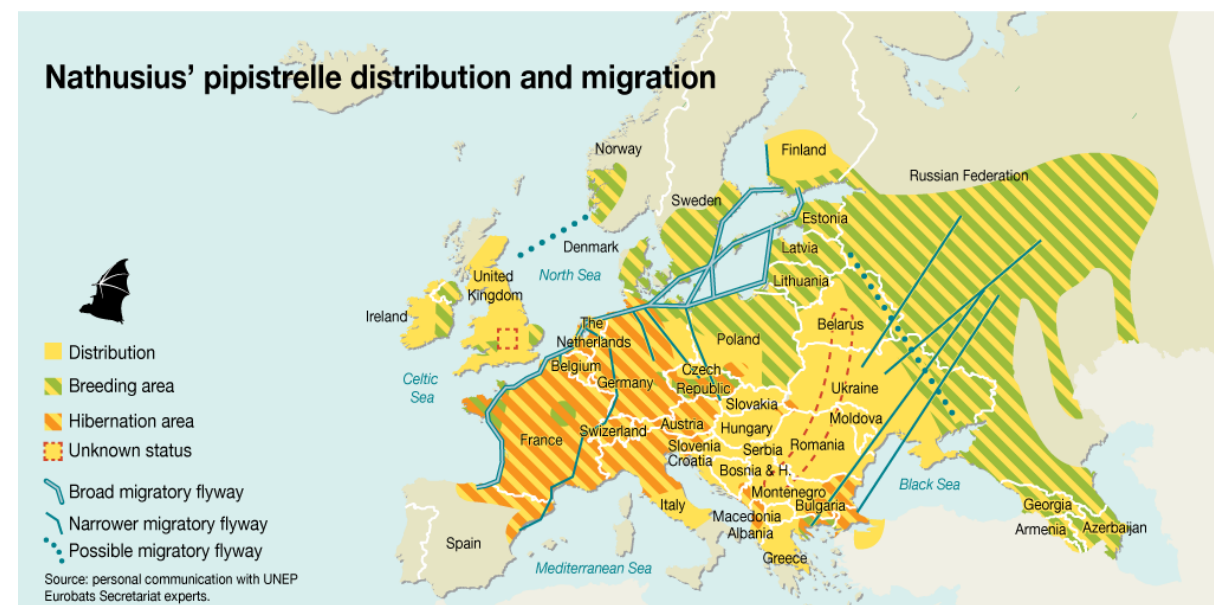 Nathusius’ pipistrelle distribution and migration
Norway
Finland
Russian Federation
Sweden
Estonia
Denmark
Latvia
North Sea
United
Kingdom
Lithuania
Ireland
The
Netherlands
Belarus
Poland
Belgium
Germany
Czech
Republic
Celtic
Sea
Ukraine
Slovakia
Moldova
Austria
Hungary
Swizerland
France
Slovenia
Serbia
Romania
Croatia
Bosnia & H.
Black Sea
Montenegro
Bulgaria
Italy
Georgia
Macedonia
Armenia
Azerbaijan
Albania
Spain
Greece
Mediterranean Sea
Distribution
Breeding area
Hibernation area
Unknown status
Broad migratory flyway
Narrower migratory flyway
Possible migratory flyway
Source: personal communication with UNEP
Eurobats Secretariat experts.